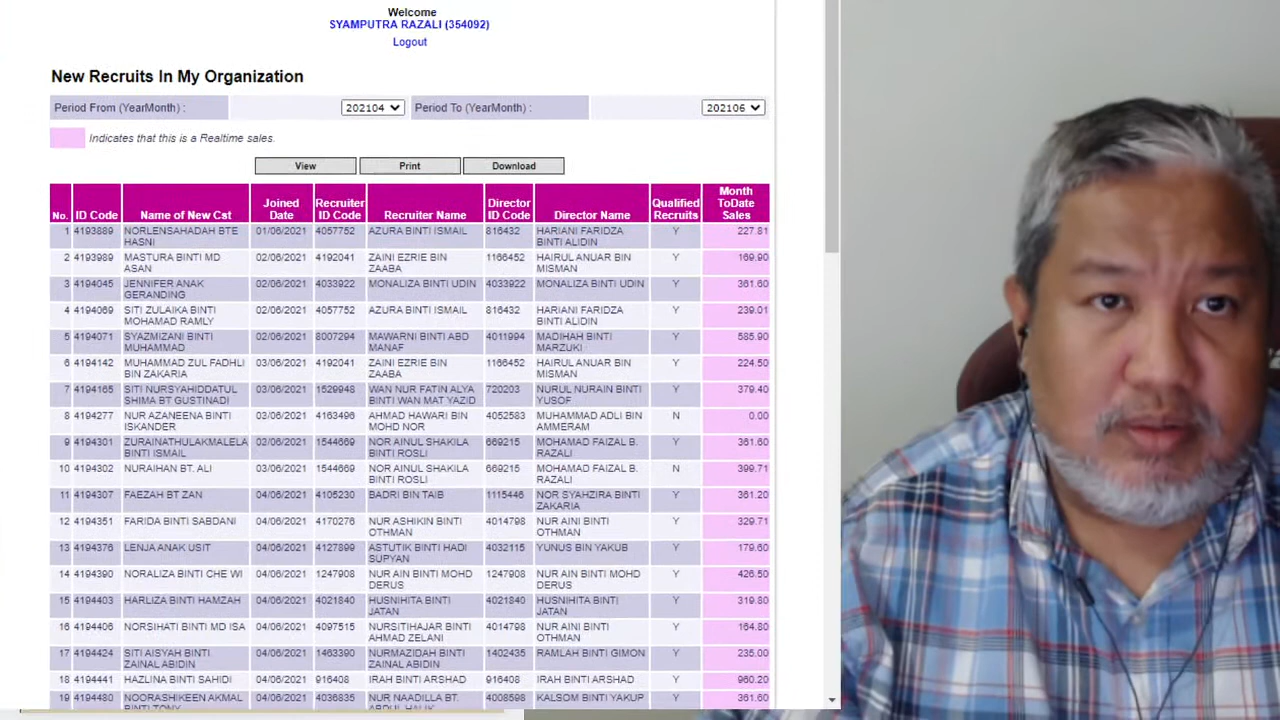 Welcome
SYAMPUTRA RAZALI (354092)
Logout
New Recruits In My Organization
Period From (YearMonth) : 202104 Period To (YearMonth) : 202106
Indicates that this is a Realtime sales.
View Print Download
No. ID Code Name of New Cst Joined Date Recruiter ID Code Recruiter Name Director ID Code Director Name Qualified Recruits Month ToDate Sales
1 4193889 NORLENSAHADAH BTE HASNI 01/06/2021 4057752 AZURA BINTI ISMAIL 816432 HARIANI FARIDZA BINTI ALIDIN Y 227.81
2 4193989 MASTURA BINTI MD ASAN 02/06/2021 4192041 ZAINI EZRIE BIN ZAABA 1166452 HAIRUL ANUAR BIN MISMAN Y 169.90
3 4194045 JENNIFER ANAK GERANDING 02/06/2021 4033922 MONALIZA BINTI UDIN 4033922 MONALIZA BINTI UDIN Y 361.60
4 4194069 SITI ZULAIKA BINTI MOHAMAD RAMLY 02/06/2021 4057752 AZURA BINTI ISMAIL 816432 HARIANI FARIDZA BINTI ALIDIN Y 239.01
5 4194071 SYAZMIZANI BINTI MUHAMMAD 02/06/2021 8007294 MAWARNI BINTI ABD MANAF 4011994 MADIHAH BINTI MARZUKI Y 585.90
6 4194142 MUHAMMAD ZUL FADHLI BIN ZAKARIA 03/06/2021 4192041 ZAINI EZRIE BIN ZAABA 1166452 HAIRUL ANUAR BIN MISMAN Y 224.50
7 4194165 SITI NURSYAHIDDATUL SHIMA BT GUSTINADI 03/06/2021 1529948 WAN NUR FATIN ALYA BINTI WAN MAT YAZID 720203 NURUL NURAIN BINTI YUSOF Y 379.40
8 4194277 NUR AZANEENA BINTI ISKANDER 03/06/2021 4163496 AHMAD HAWARI BIN MOHD NOR 4052583 MUHAMMAD ADLI BIN AMMERAM N 0.00
9 4194301 ZURAINATHULAKMALELA BINTI ISMAIL 02/06/2021 1544669 NOR AINUL SHAKILA BINTI ROSLI 669215 MOHAMAD FAIZAL B. RAZALI Y 361.60
10 4194302 NURAIHAN BT. ALI 03/06/2021 1544669 NOR AINUL SHAKILA BINTI ROSLI 669215 MOHAMAD FAIZAL B. RAZALI N 399.71
11 4194307 FAEZAH BT ZAN 04/06/2021 4106230 BADRI BIN TAIB 1115446 NOR SYAHZIRA BINTI ZAKARIA Y 361.20
12 4194351 FARIDA BINTI SABDANI 04/06/2021 4170276 NUR ASHIKIN BINTI OTHMAN 4014798 NUR AINI BINTI OTHMAN Y 329.71
13 4194376 LENJA ANAK USIT 04/06/2021 4127899 ASTUTIK BINTI HADI SUPYAN 4032115 YUNUS BIN YAKUB Y 179.60
14 4194390 NORALIZA BINTI CHE WI 04/06/2021 1247908 NUR AIN BINTI MOHD DERUS 1247908 NUR AIN BINTI MOHD DERUS Y 426.50
15 4194403 HARLIZA BINTI HAMZAH 04/06/2021 4021840 HUSNIHITA BINTI JATAN 4021840 HUSNIHITA BINTI JATAN Y 319.80
16 4194406 NORSIHATI BINTI MD ISA 04/06/2021 4097515 NURSITIHAJAR BINTI AHMAD ZELANI 4014798 NUR AINI BINTI OTHMAN Y 164.80
17 4194424 SITI AISYAH BINTI ZAINAL ABIDIN 04/06/2021 1463390 NURMAZIDAH BINTI ZAINAL ABIDIN 1402435 RAMLAH BINTI GIMON Y 235.00
18 4194441 HAZLINA BINTI SAHIDI 04/06/2021 916408 IRAH BINTI ARSHAD 916408 IRAH BINTI ARSHAD Y 960.20
19 4194480 NOORASHIKEEN AKMAL BINTI TONY 04/06/2021 4036835 NUR NAADILLA BT. ABDUL HALIK 4008598 KALSOM BINTI YAKUP Y 361.60